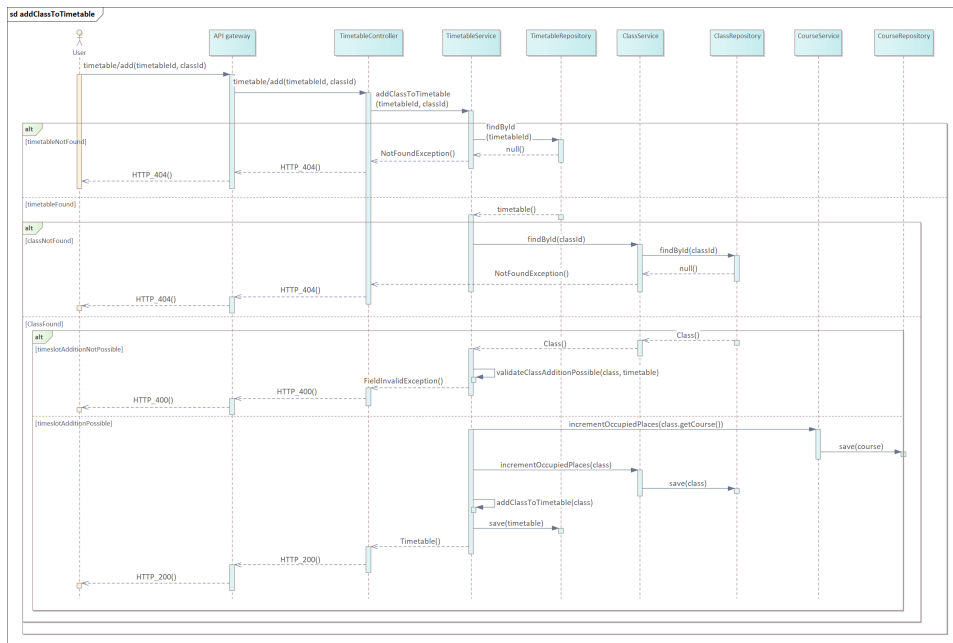 sd addClassToTimetable
User
API gateway
TimetableController
TimetableService
TimetableRepository
ClassService
ClassRepository
CourseService
CourseRepository
timetable/add(timetableId, classId)
timetable/add(timetableId, classId)
addClassToTimetable
(timetableId, classId)
alt
[timetableNotFound]
findById
(timetableId)
null()
NotFoundException()
HTTP_404()
HTTP_404()
[timetableFound]
timetable()
alt
[classNotFound]
findById(classId)
findById(classId)
null()
NotFoundException()
HTTP_404()
HTTP_404()
[ClassFound]
alt
Class()
Class()
[timeslotAdditionNotPossible]
validateClassAdditionPossible(class, timetable)
FieldInvalidException()
HTTP_400()
HTTP_400()
[timeslotAdditionPossible]
incrementOccupiedPlaces(class.getCourse())
save(course)
incrementOccupiedPlaces(class)
save(class)
addClassToTimetable(class)
save(timetable)
Timetable()
HTTP_200()
HTTP_200()